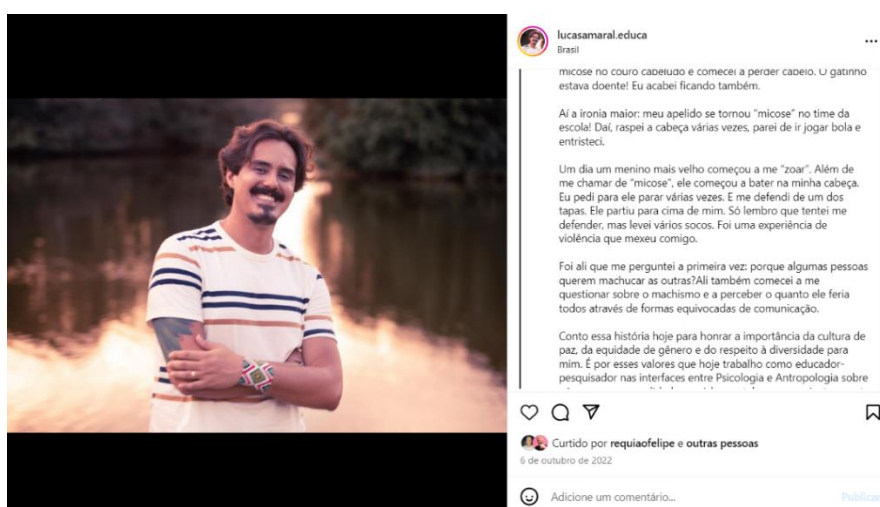 lucasamaral.educa
Brasil
micose no couro cabeludo e comecei a perder cabelo. O gatinho
estava doente! Eu acabei ficando também.
Aí a ironia maior: meu apelido se tornou "micose" no time da
escola! Daí, raspei a cabeça várias vezes, parei de ir jogar bola e
entristeci.
Um dia um menino mais velho começou a me "zoar". Além de
me chamar de "micose", ele começou a bater na minha cabeça.
Eu pedi para ele parar várias vezes. E me defendi de um dos
tapas. Ele partiu para cima de mim. Só lembro que tentei me
defender, mas levei vários socos. Foi uma experiência de
violência que mexeu comigo.
Foi ali que me perguntei a primeira vez: porque algumas pessoas
querem machucar as outras?Ali também comecei a me
questionar sobre o machismo e a perceber o quanto ele feria
todos através de formas equivocadas de comunicação.
Conto essa história hoje para honrar a importância da cultura de
paz, da equidade de gênero e do respeito à diversidade para
mim. É por esses valores que hoje trabalho como educador-
pesquisador nas interfaces entre Psicologia e Antropologia sobre
Curtido por requiaofelipe e outras pessoas
6 de outubro de 2022
Adicione um comentário...
Publicar